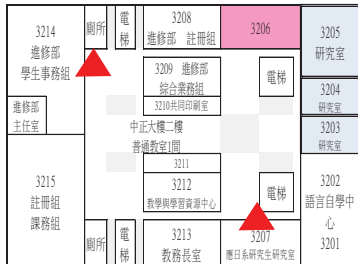 3214
進修部
學生事務組
廁所
電
梯
3208
進修部 註冊組
3206
3205
研究室
3209 進修部
綜合業務組
3210共同印刷室
電梯
3204
研究室
進修部
主任室
中正大樓二樓
普通教室1間
3203
研究室
3211
3212
教學與學習資源中心
電梯
3215
註冊組
課務組
3202
語言自學中
心
3201
廁所
電
梯
3213
教務長室
3207
應日系研究生研究室